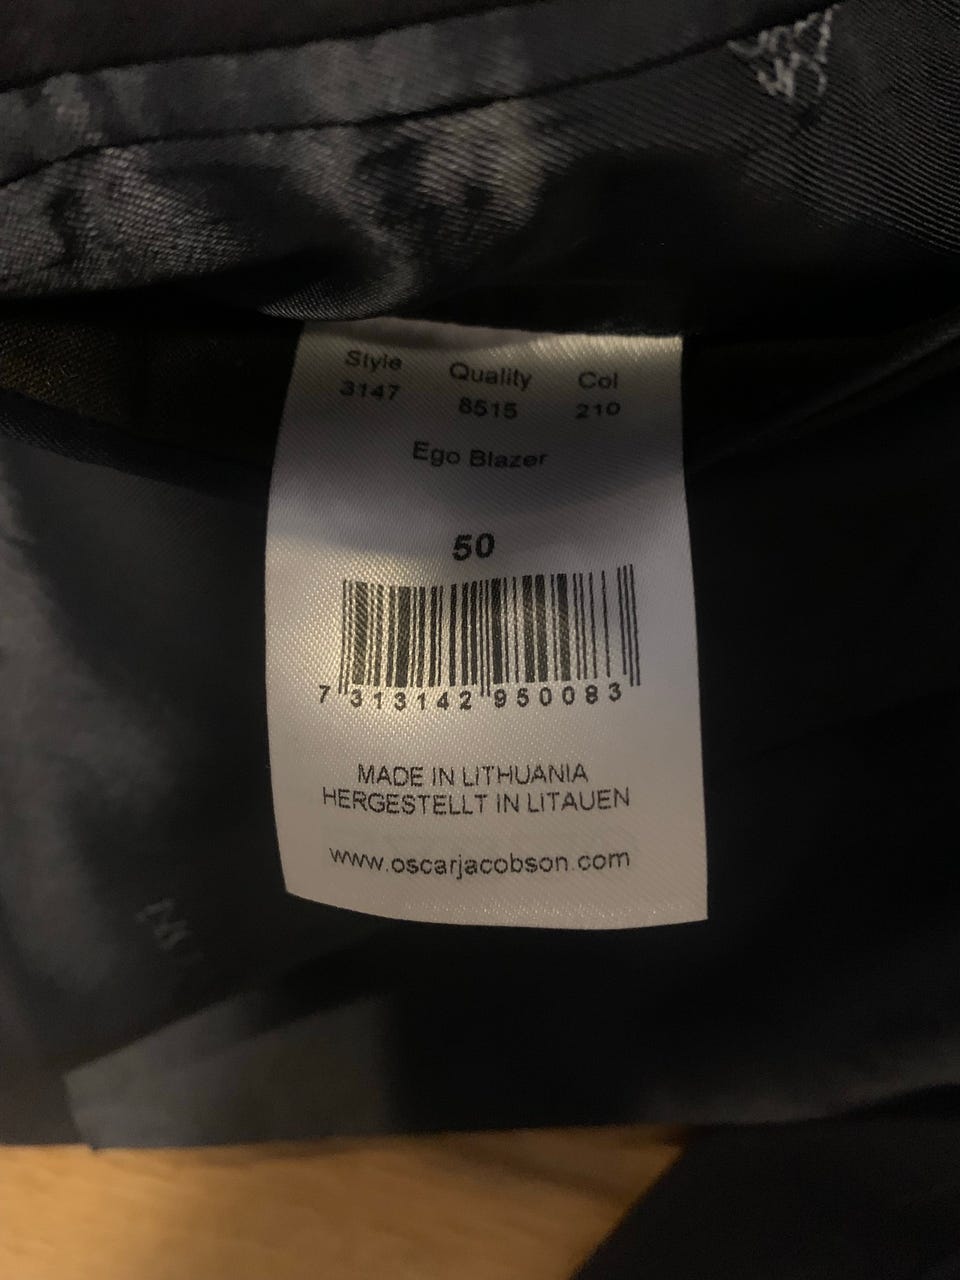 Style Quality Col
3147 8515 210
Ego Blazer
50
7 313142 950083
MADE IN LITHUANIA
HERGESTELLT IN LITAUEN
www.oscarjacobson.com